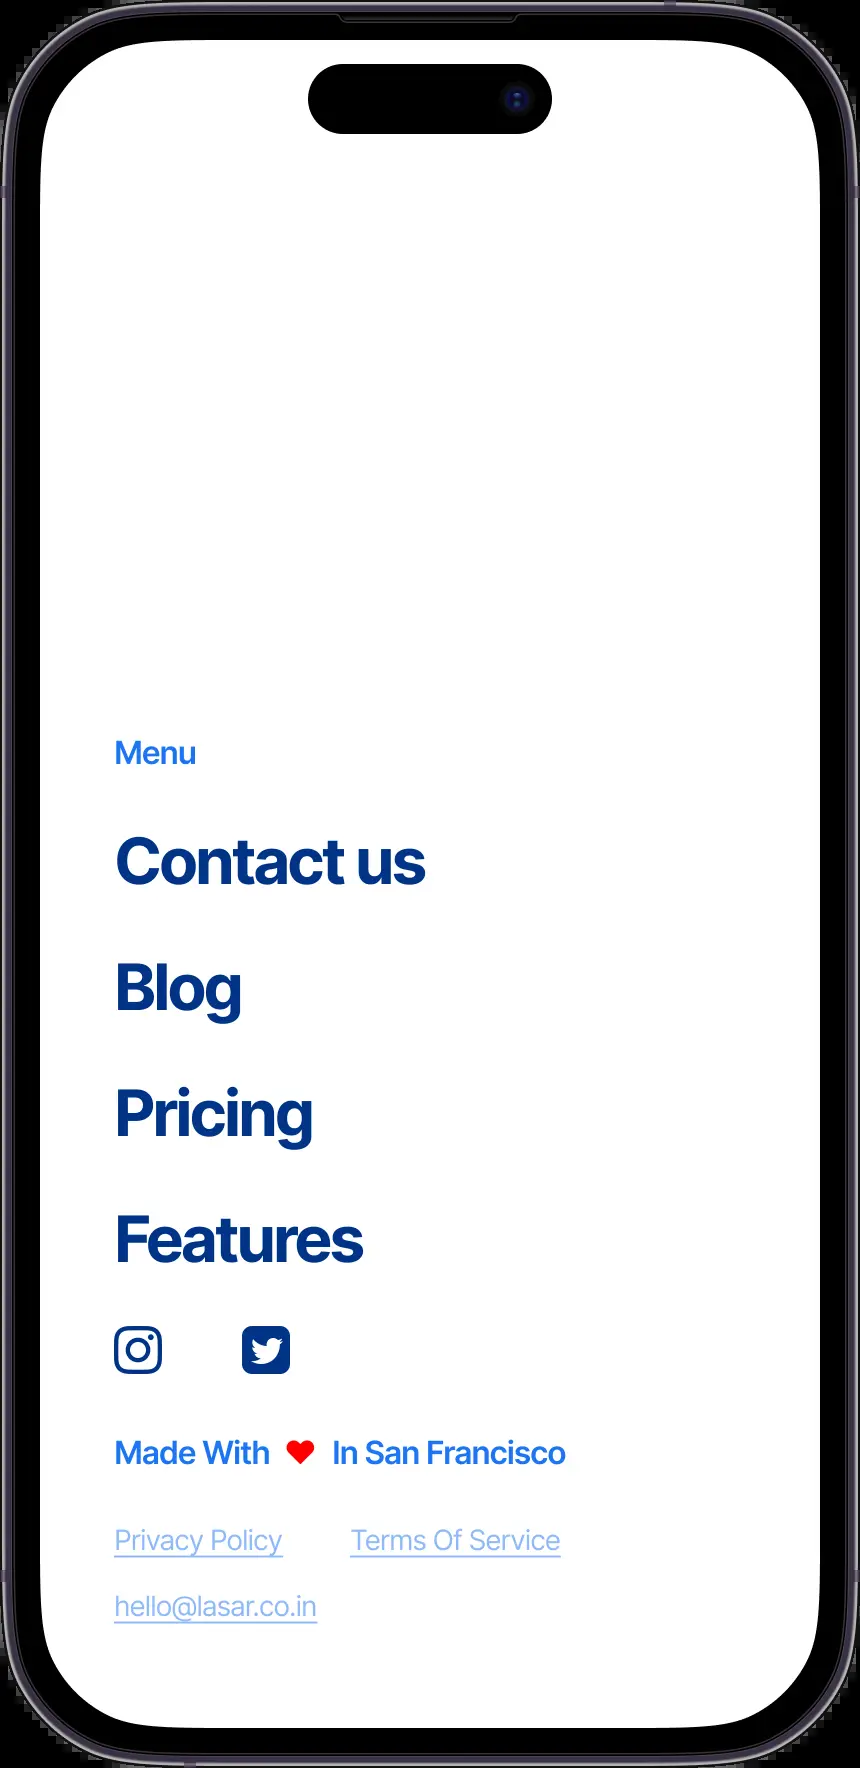 Menu
Contact us
Blog
Pricing
Features
Made With In San Francisco
Privacy Policy Terms Of Service
hello@lasar.co.in